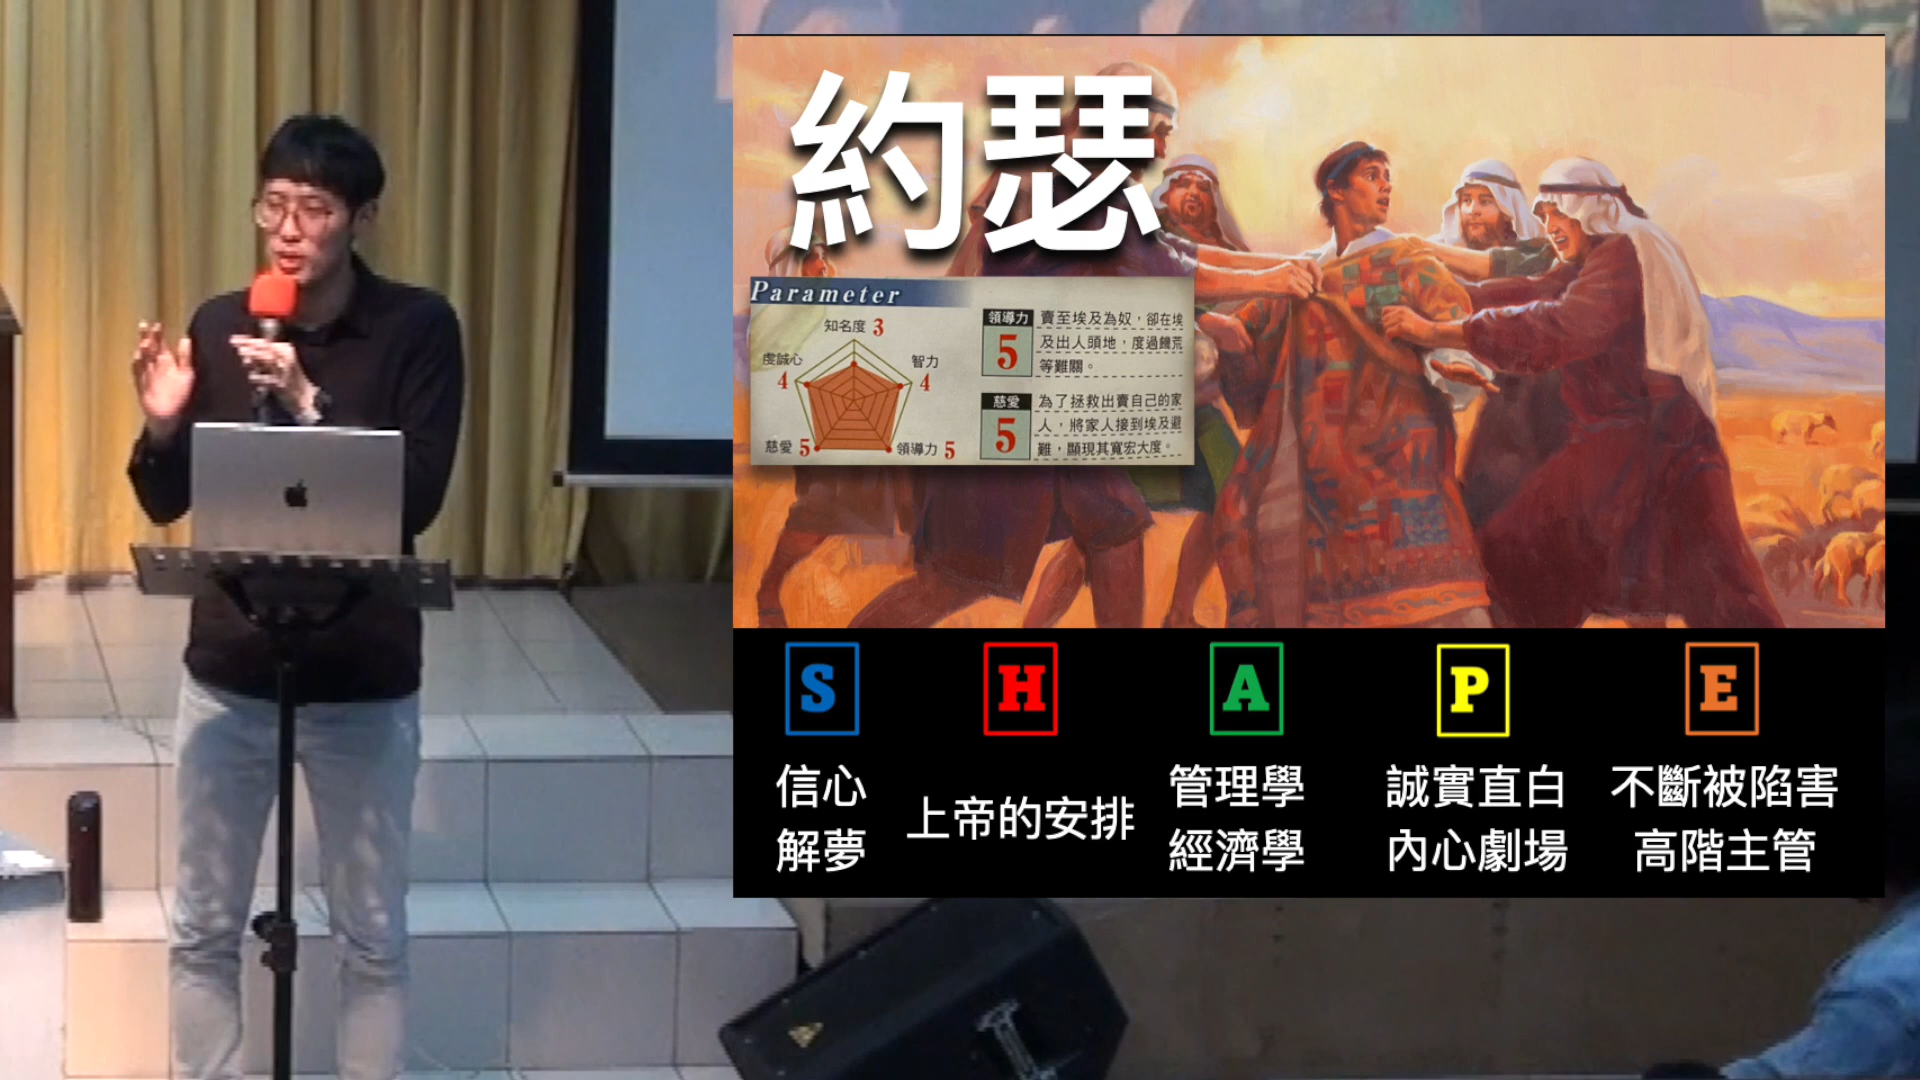 約瑟
Parameter
知名度 3
虔誠心 4
智力 4
慈愛 5
領導力 5
領導力 5
賣至埃及為奴,卻在埃
及出人頭地,度過饑荒
等難關。
慈愛 5
為了拯救出賣自己的家
人,將家人接到埃及避
難,顯現其寬宏大度。
S H A P E
信心
解夢
上帝的安排
管理學
經濟學
誠實直白
內心劇場
不斷被陷害
高階主管